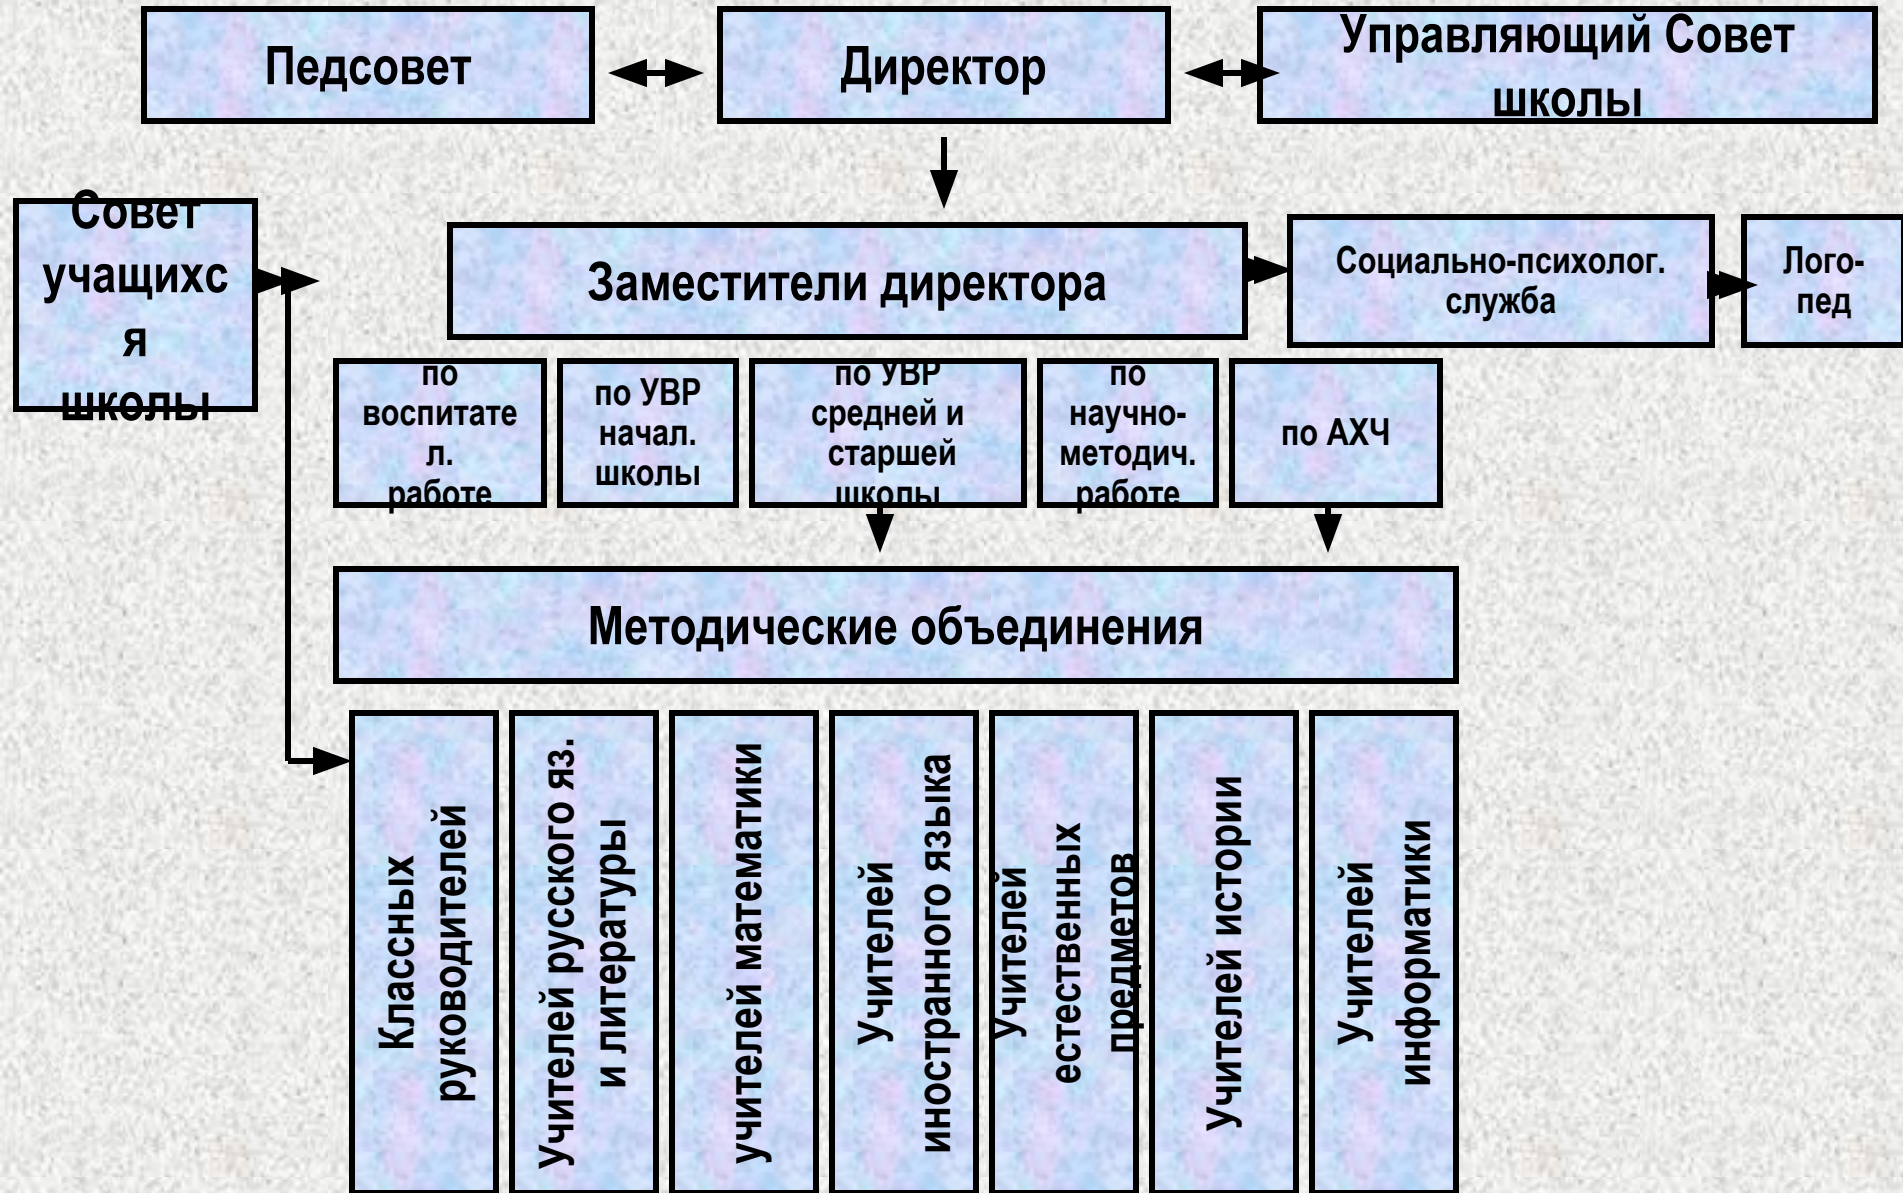 Педсовет
Директор
Управляющий Совет
школы
Совет
учащихс
я
школы
Заместители директора
Социально-психолог.
служба
Лого-
пед
по
воспитате
л.
работе
по УВР
начал.
школы
по УВР
средней и
старшей
школы
по
научно-
методич.
работе
по АХЧ
Методические объединения
Классных
руководителей
Учителей русского яз.
и литературы
учителей математики
Учителей
иностранного языка
Учителей
естественных
предметов
Учителей истории
Учителей
информатики